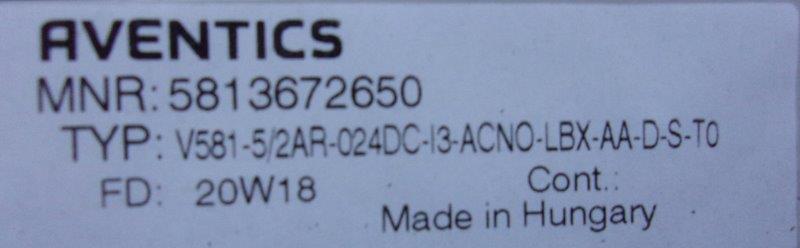 AVENTICS
MNR: 5813672650
TYP: V581-5/2AR-024DC-I3-ACNO-LBX-AA-D-S-T0
FD: 20W18 Cont.:
Made in Hungary